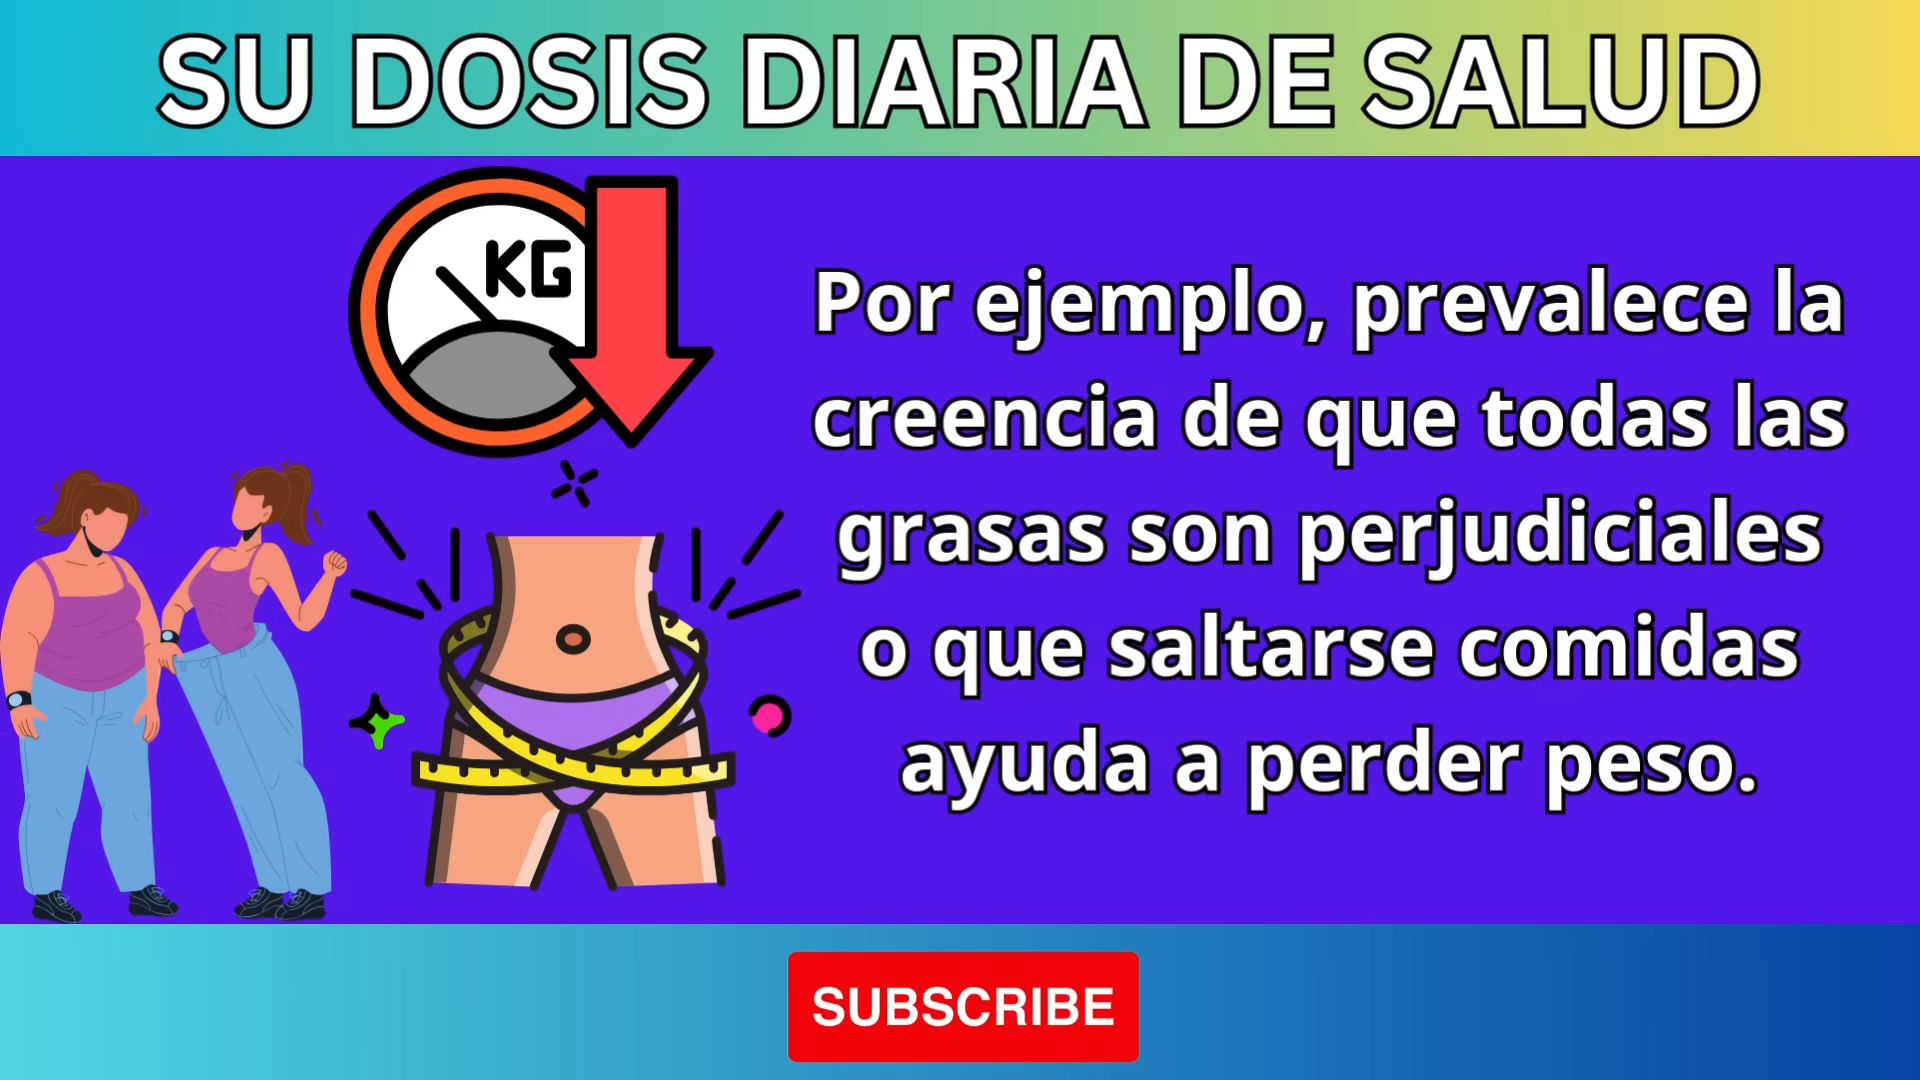 SU DOSIS DIARIA DE SALUD
KG
Por ejemplo, prevalece la
creencia de que todas las
grasas son perjudiciales
o que saltarse comidas
ayuda a perder peso.
SUBSCRIBE